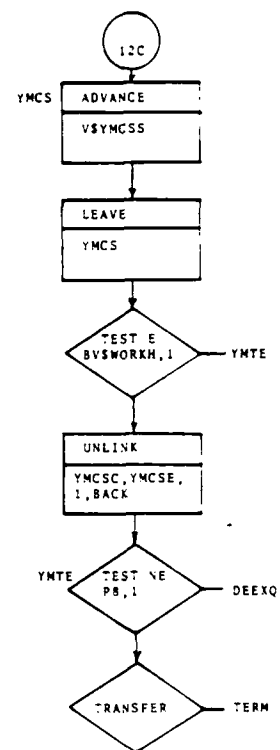 12C
YMCS
ADVANCE
V$YMCSS
LEAVE
YMCS
TEST E
BV$WORKH,1
YMTE
UNLINK
YMCSC,YMCSE,
1,BACK
YMTE
TEST NE
P8,1
DEEXQ
TRANSFER
TERM